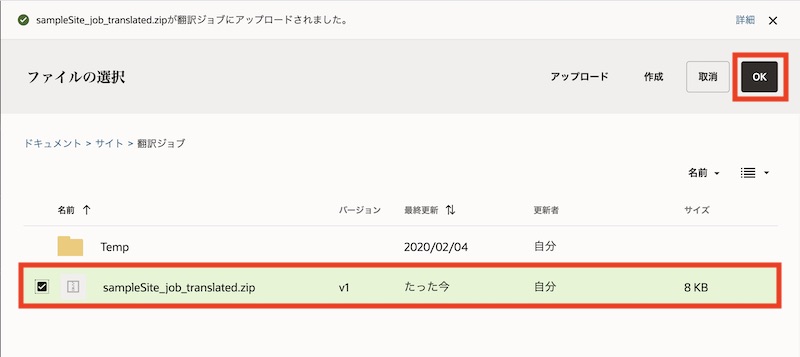 sampleSite_job_translated.zipが翻訳ジョブにアップロードされました。 詳細
ファイルの選択 アップロード 作成 取消 OK
ドキュメント > サイト > 翻訳ジョブ
名前
名前 バージョン 最終更新 更新者 サイズ
Temp 2020/02/04 自分
sampleSite_job_translated.zip v1 たった今 自分 8 KB